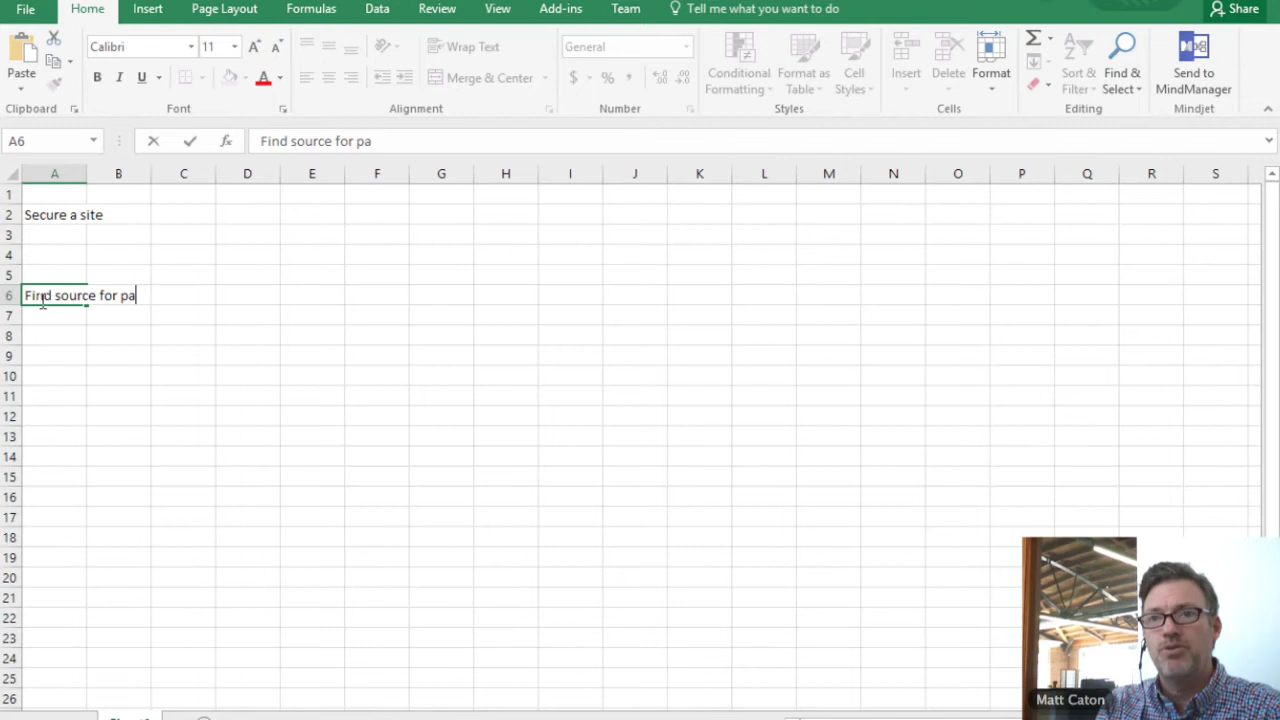 File Home Insert Page Layout Formulas Data Review View Add-ins Team Tell me what you want to do Share
Calibri 11 A A Wrap Text General Conditional Formatting Format as Table Cell Styles Insert Delete Format Sort & Filter Find & Select Send to MindManager
Paste B I U A Merge & Center $ % ,
Clipboard Font Alignment Number Styles Cells Editing Mindjet
A6 fx Find source for pa
A B C D E F G H I J K L M N O P Q R S
1
2 Secure a site
3
4
5
6 Find source for pa
7
8
9
10
11
12
13
14
15
16
17
18
19
20
21
22
23
24
25
26
Matt Caton